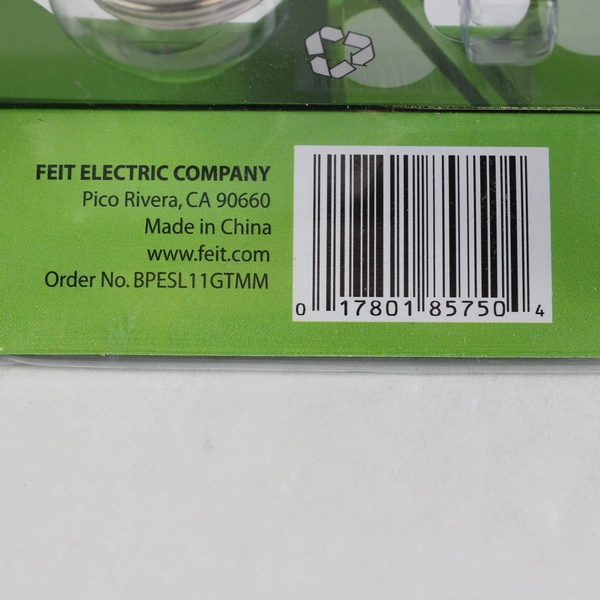 FEIT ELECTRIC COMPANY
Pico Rivera, CA 90660
Made in China
www.feit.com
Order No. BPESL11GTMM
0 17801 85750 4